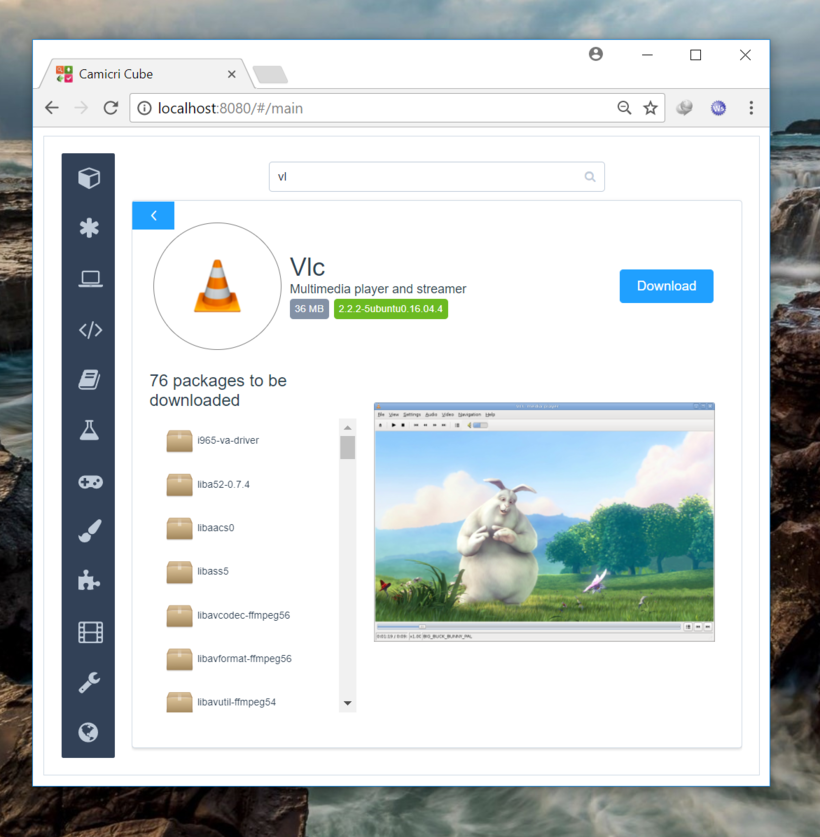 Camicri Cube
localhost:8080/#/main
Ws
vl
Vlc
Multimedia player and streamer
36 MB
2.2.2-5ubuntu0.16.04.4
Download
76 packages to be
downloaded
i965-va-driver
liba52-0.7.4
libaacs0
libass5
libavcodec-ffmpeg56
libavformat-ffmpeg56
libavutil-ffmpeg54
File View Settings Audio Video Navigation Help